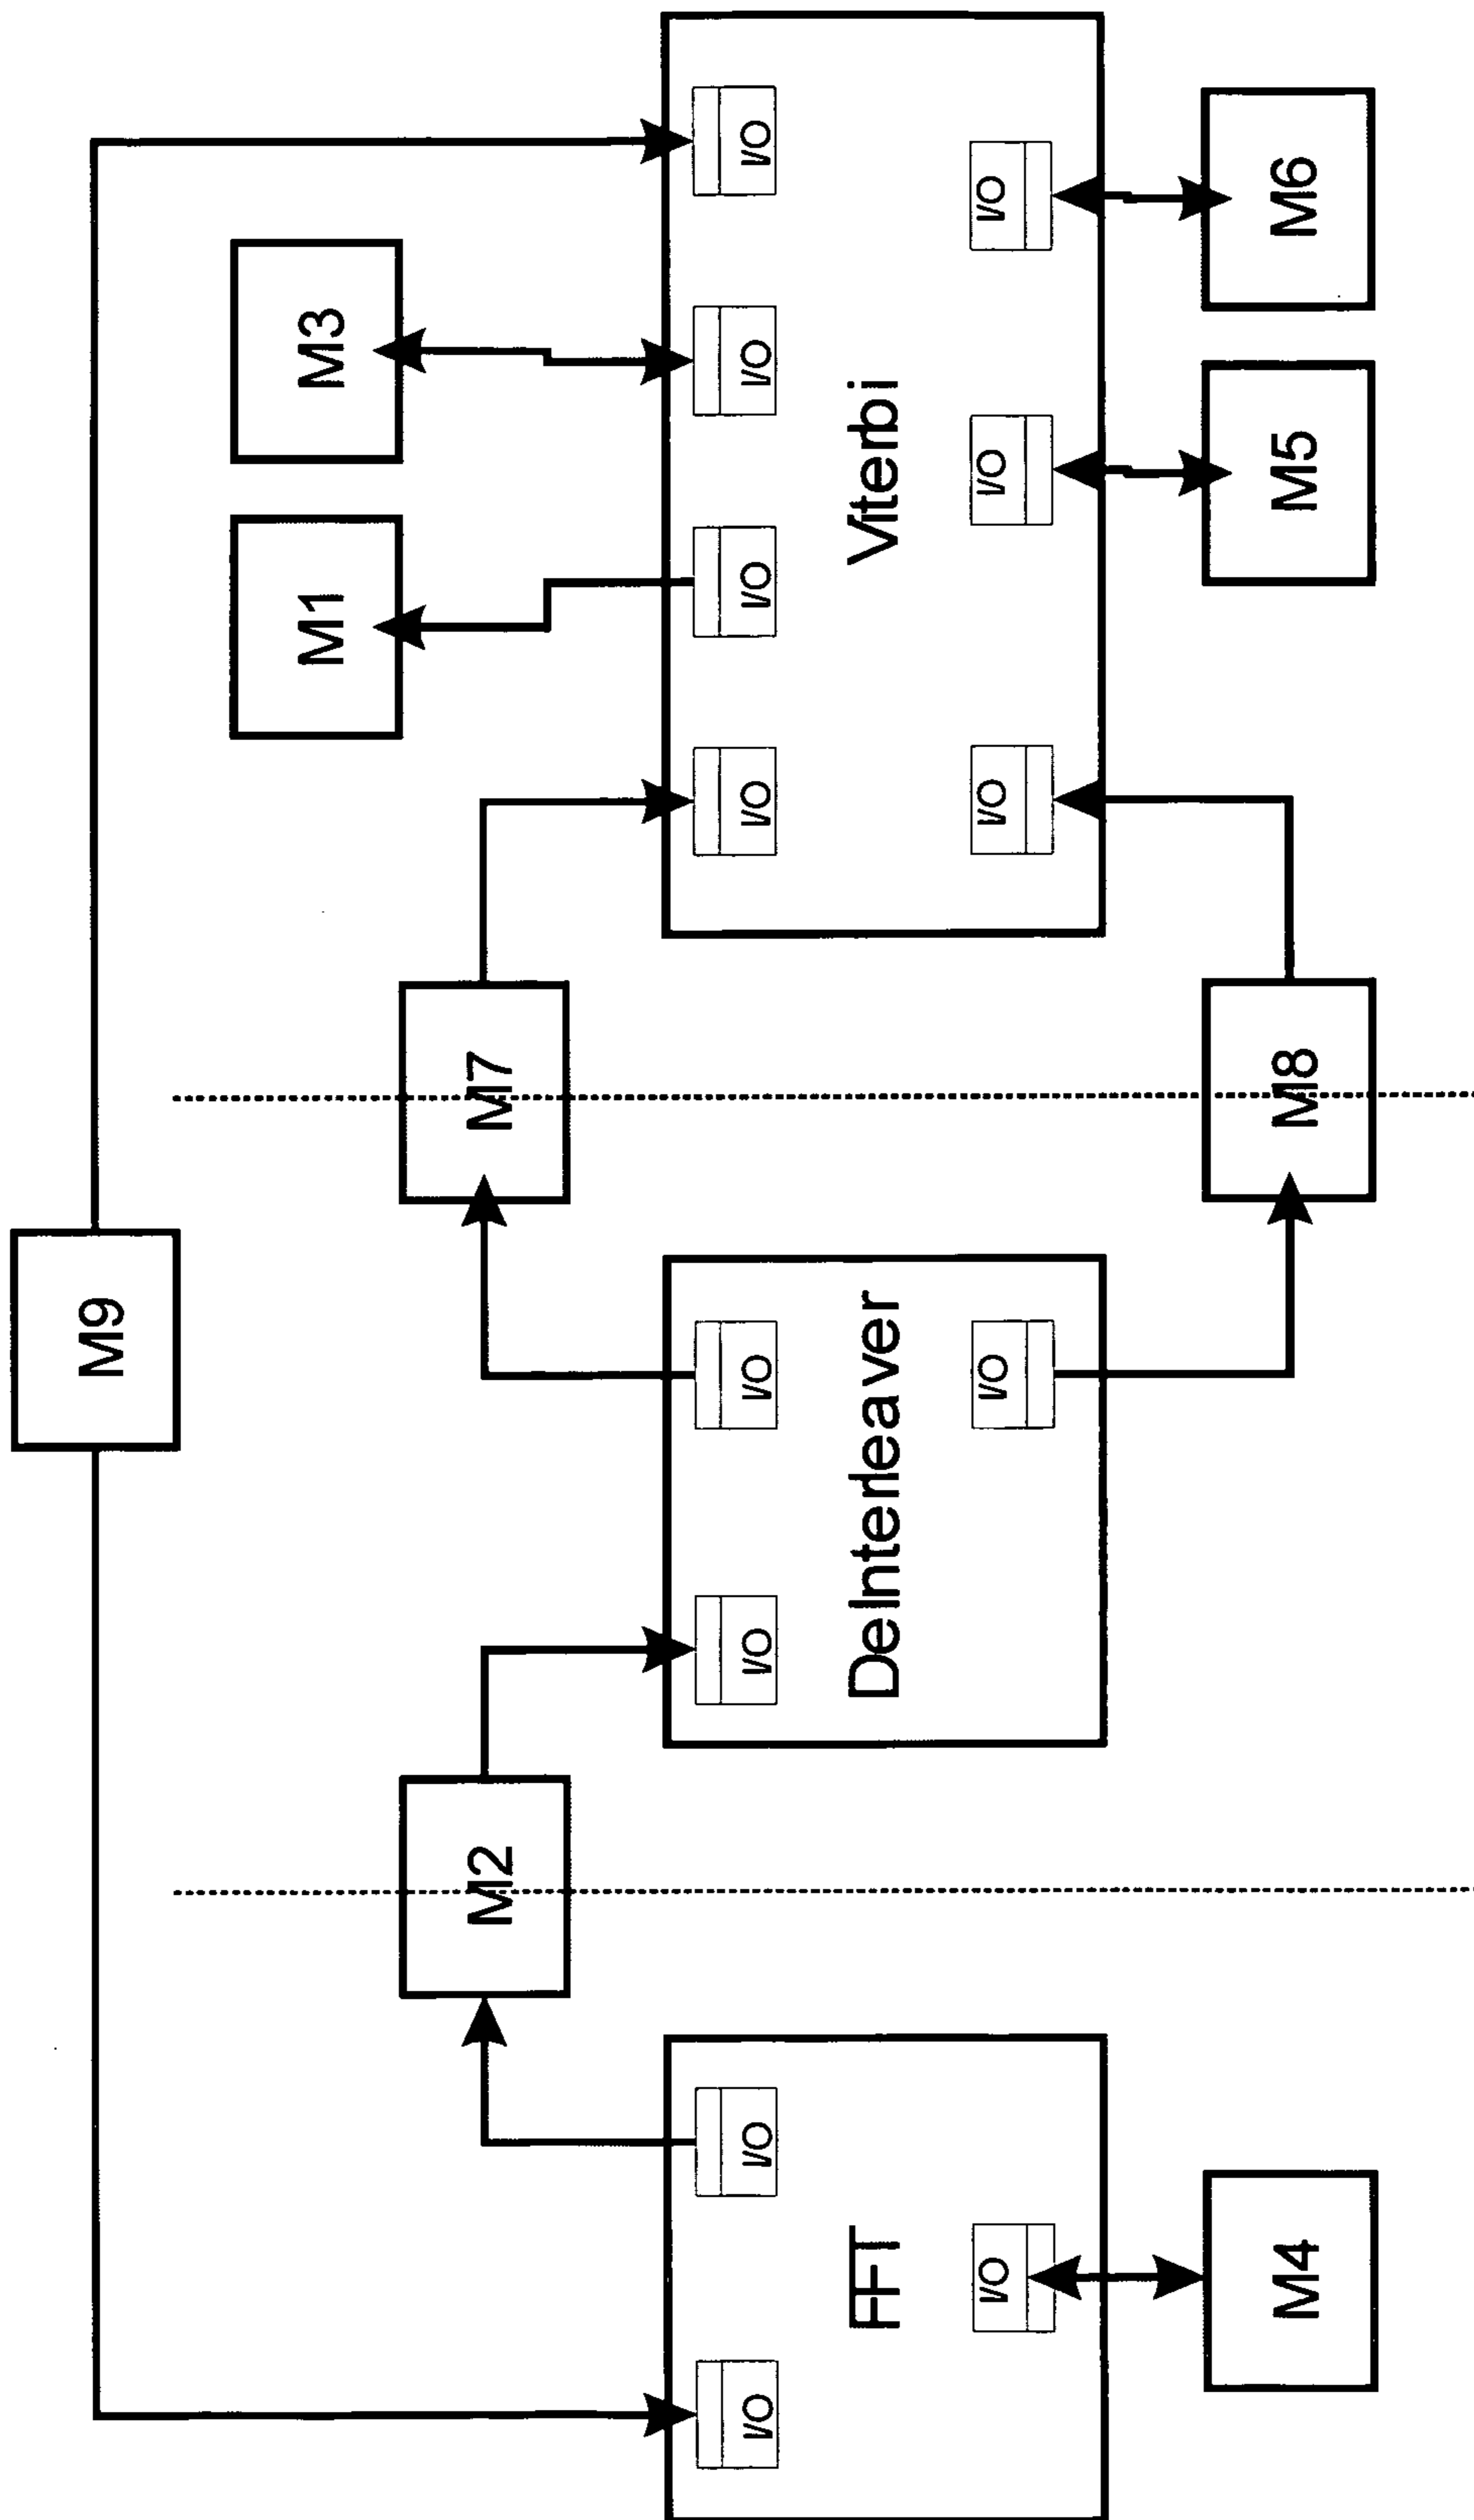 M9
M1
M3
M2
M7
I/O
I/O
I/O
I/O
I/O
I/O
I/O
I/O
FFT
DeInterleaver
Viterbi
I/O
I/O
I/O
I/O
I/O
M4
M8
M5
M6